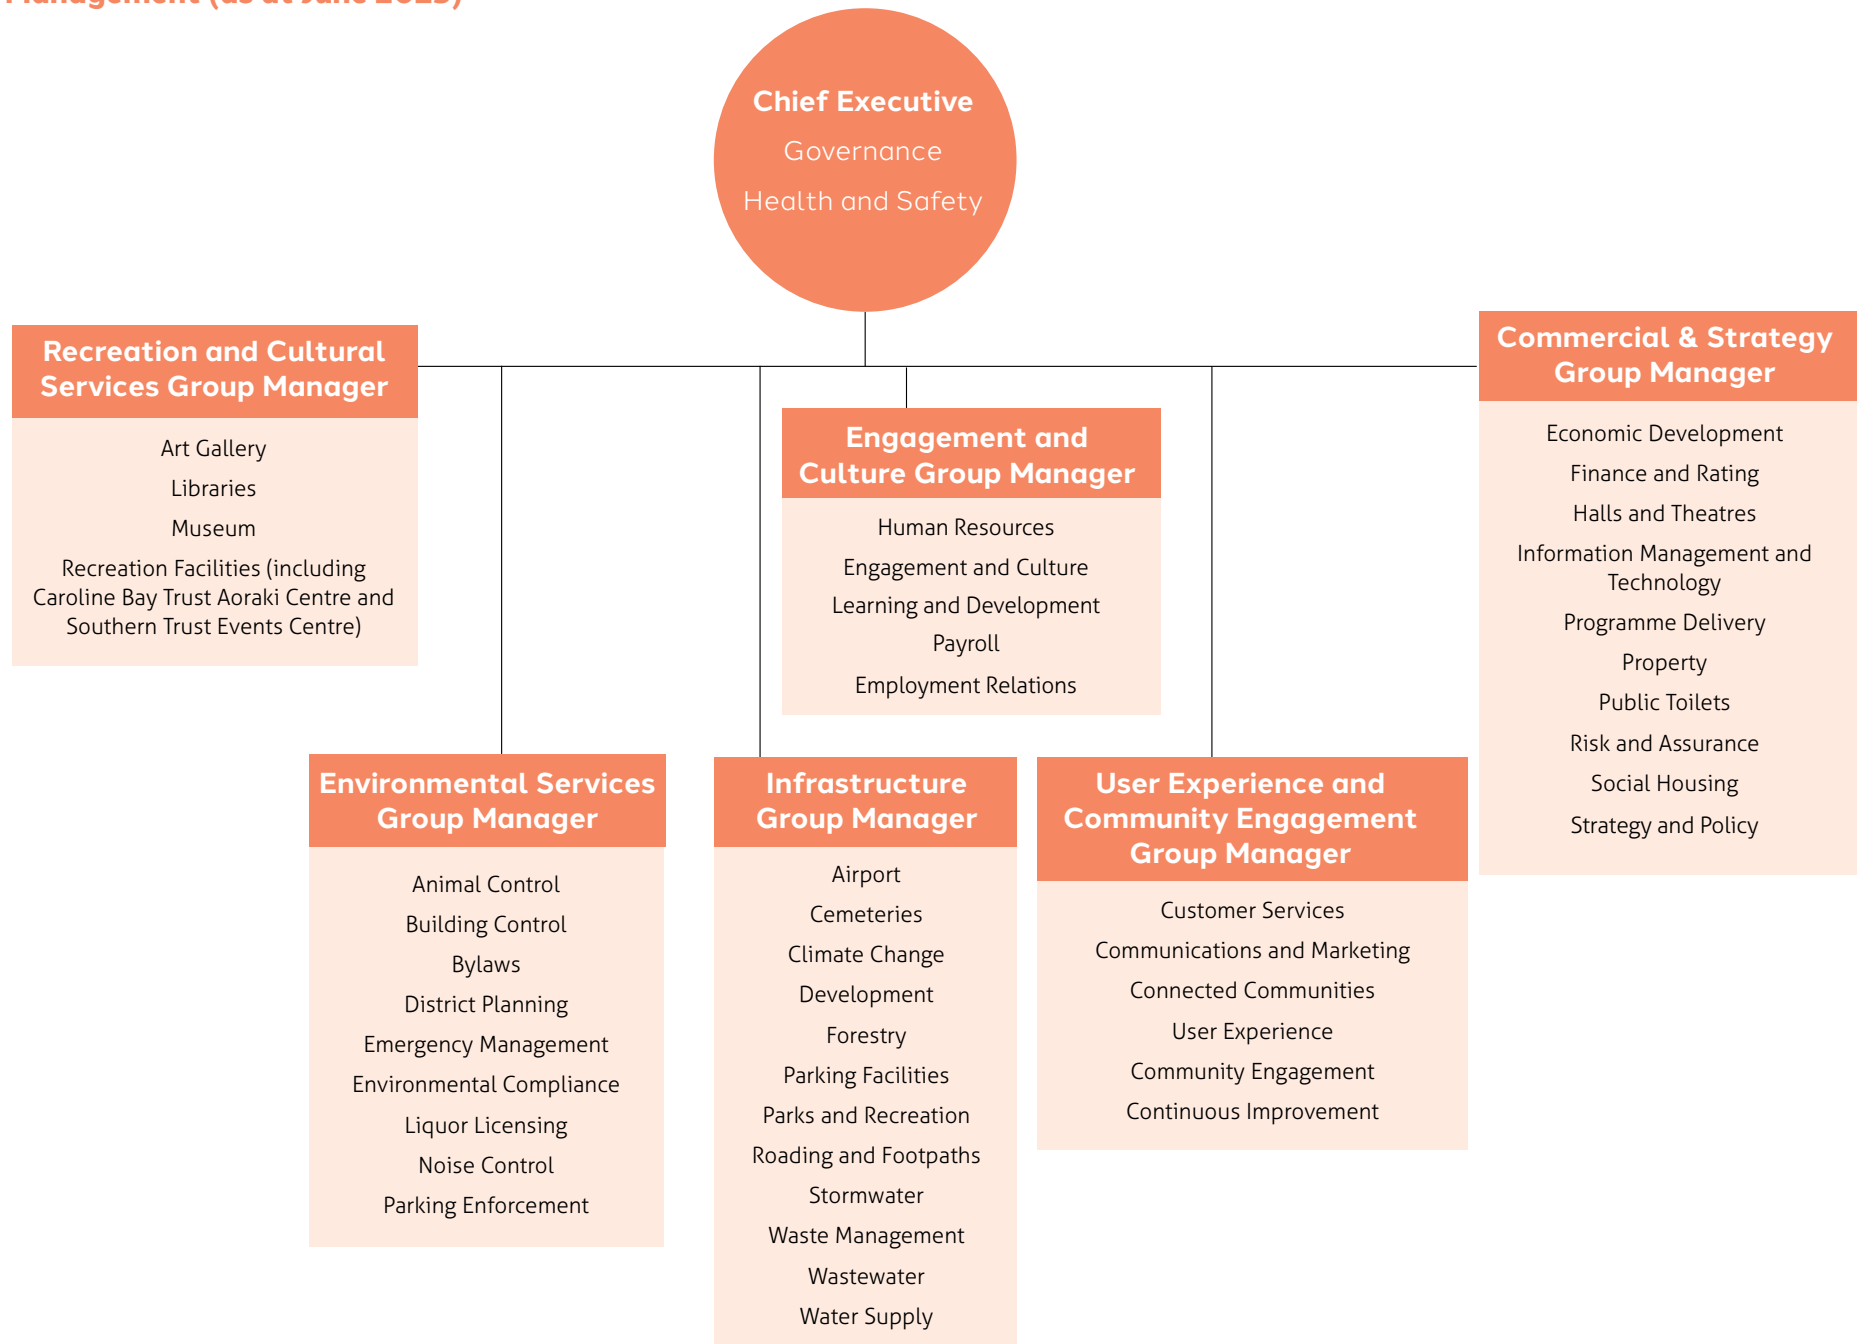 Management (as at June 2023)
Chief Executive
Governance
Health and Safety
Recreation and Cultural
Services Group Manager
Art Gallery
Libraries
Museum
Recreation Facilities (including
Caroline Bay Trust Aoraki Centre and
Southern Trust Events Centre)
Engagement and
Culture Group Manager
Human Resources
Engagement and Culture
Learning and Development
Payroll
Employment Relations
Commercial & Strategy
Group Manager
Economic Development
Finance and Rating
Halls and Theatres
Information Management and
Technology
Programme Delivery
Property
Public Toilets
Risk and Assurance
Social Housing
Strategy and Policy
Environmental Services
Group Manager
Animal Control
Building Control
Bylaws
District Planning
Emergency Management
Environmental Compliance
Liquor Licensing
Noise Control
Parking Enforcement
Infrastructure
Group Manager
Airport
Cemeteries
Climate Change
Development
Forestry
Parking Facilities
Parks and Recreation
Roading and Footpaths
Stormwater
Waste Management
Wastewater
Water Supply
User Experience and
Community Engagement
Group Manager
Customer Services
Communications and Marketing
Connected Communities
User Experience
Community Engagement
Continuous Improvement